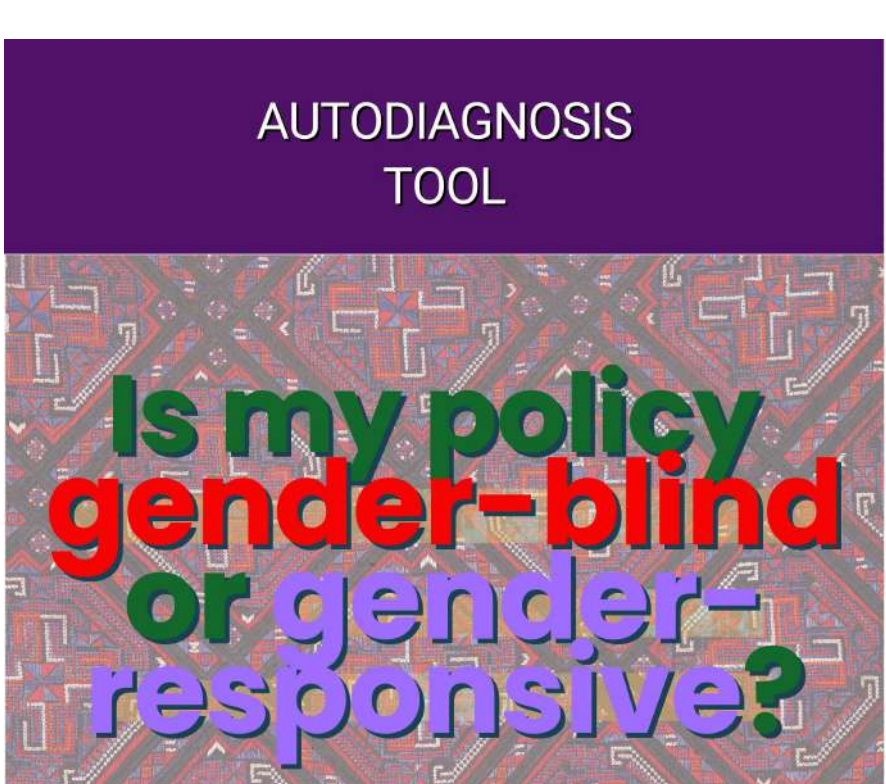 AUTODIAGNOSIS
TOOL
Is my policy
gender-blind
or gender-
responsive?